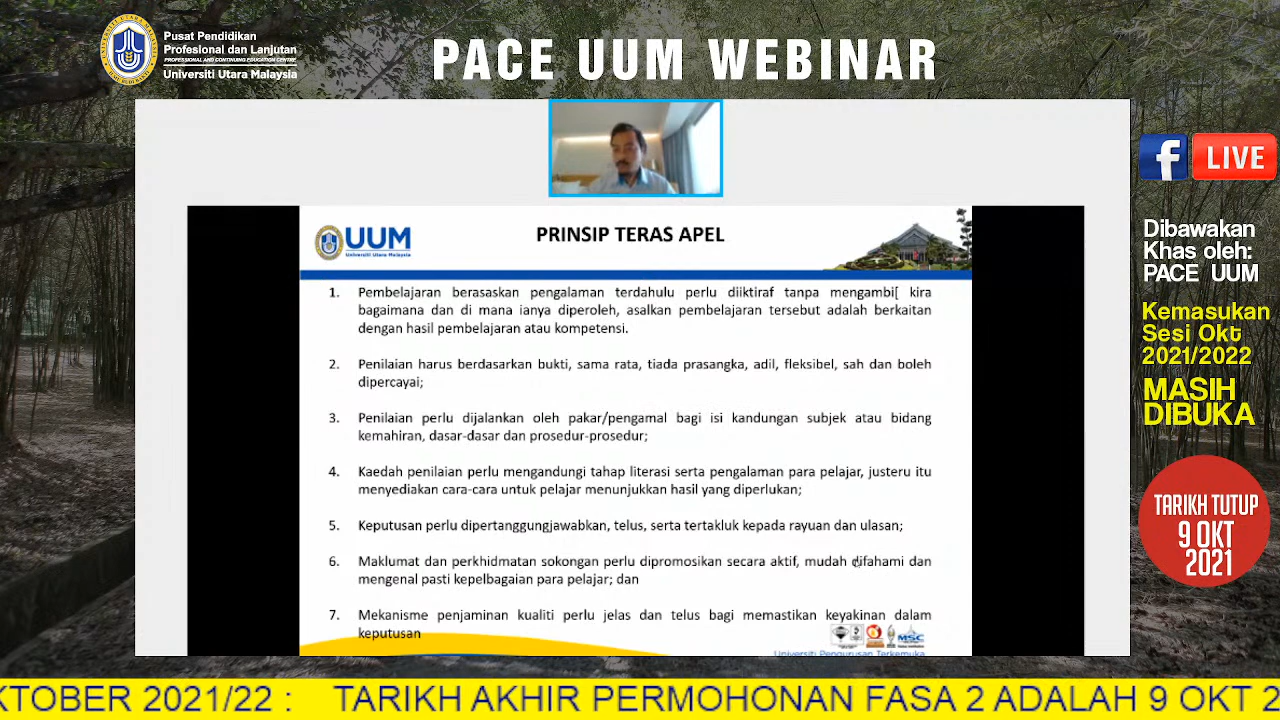 Pusat Pendidikan
Profesional dan Lanjutan
PROFESSIONAL AND CONTINUING EDUCATION CENTRE
Universiti Utara Malaysia
PACE UUM WEBINAR
LIVE
Dibawakan
Khas oleh:
PACE UUM
Kemasukan
Sesi Okt
2021/2022
MASIH
DIBUKA
TARIKH TUTUP
9 OKT
2021
UUM
Universiti Utara Malaysia
PRINSIP TERAS APEL
1. Pembelajaran berasaskan pengalaman terdahulu perlu diiktiraf tanpa mengambi[ kira
bagaimana dan di mana ianya diperoleh, asalkan pembelajaran tersebut adalah berkaitan
dengan hasil pembelajaran atau kompetensi.
2. Penilaian harus berdasarkan bukti, sama rata, tiada prasangka, adil, fleksibel, sah dan boleh
dipercayai;
3. Penilaian perlu dijalankan oleh pakar/pengamal bagi isi kandungan subjek atau bidang
kemahiran, dasar-dasar dan prosedur-prosedur;
4. Kaedah penilaian perlu mengandungi tahap literasi serta pengalaman para pelajar, justeru itu
menyediakan cara-cara untuk pelajar menunjukkan hasil yang diperlukan;
5. Keputusan perlu dipertanggungjawabkan, telus, serta tertakluk kepada rayuan dan ulasan;
6. Maklumat dan perkhidmatan sokongan perlu dipromosikan secara aktif, mudah difahami dan
mengenal pasti kepelbagaian para pelajar; dan
7. Mekanisme penjaminan kualiti perlu jelas dan telus bagi memastikan keyakinan dalam
keputusan
MSC
Universiti Pengurusan Terkemuka
KTOBER 2021/22 : TARIKH AKHIR PERMOHONAN FASA 2 ADALAH 9 OKT 2